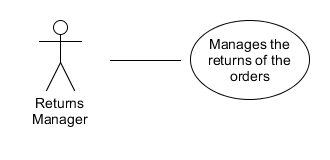 Returns
Manager
Manages the
returns of the
orders